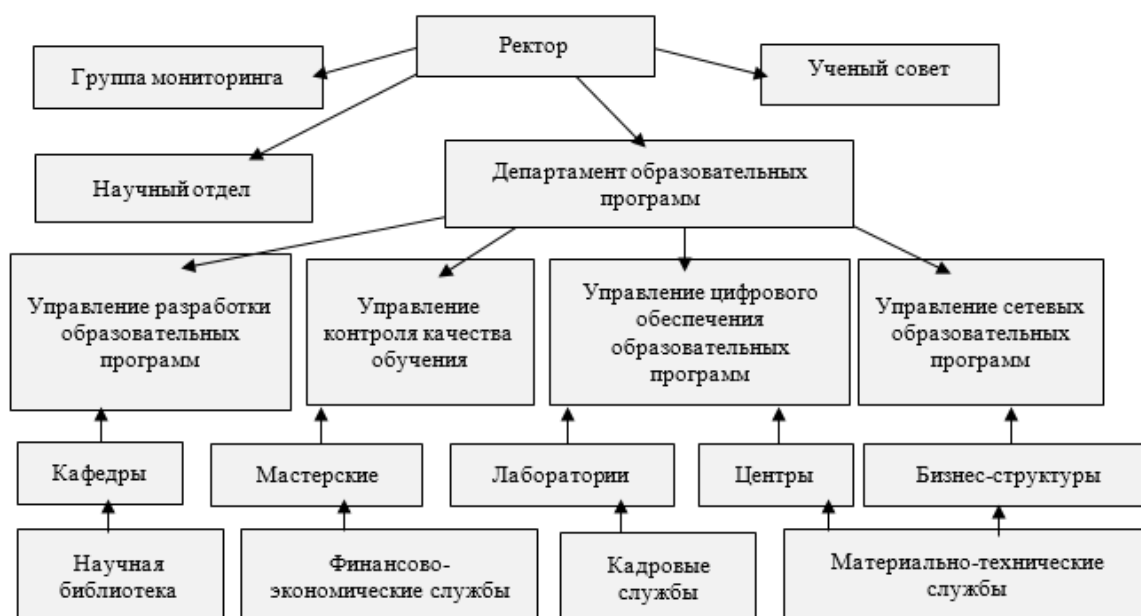 Ректор
Группа мониторинга
Ученый совет
Научный отдел
Департамент образовательных
программ
Управление разработки
образовательных
программ
Управление
контроля качества
обучения
Управление цифрового
обеспечения
образовательных
программ
Управление сетевых
образовательных
программ
Кафедры
Мастерские
Лаборатории
Центры
Бизнес-структуры
Научная
библиотека
Финансово-
экономические службы
Кадровые
службы
Материально-технические
службы